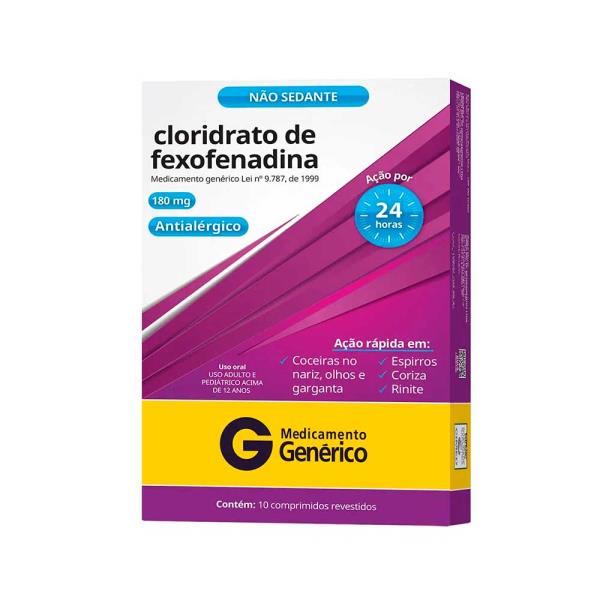 NÃO SEDANTE
cloridrato de
fexofenadina
Medicamento genérico Lei nº 9.787, de 1999
180 mg
Antialérgico
Ação por
24
horas
Ação rápida em:
✓ Coceiras no
nariz, olhos e
garganta
✓ Espirros
✓ Coriza
✓ Rinite
Uso oral
USO ADULTO E
PEDIÁTRICO ACIMA
DE 12 ANOS
G Medicamento
Genérico
Contém: 10 comprimidos revestidos